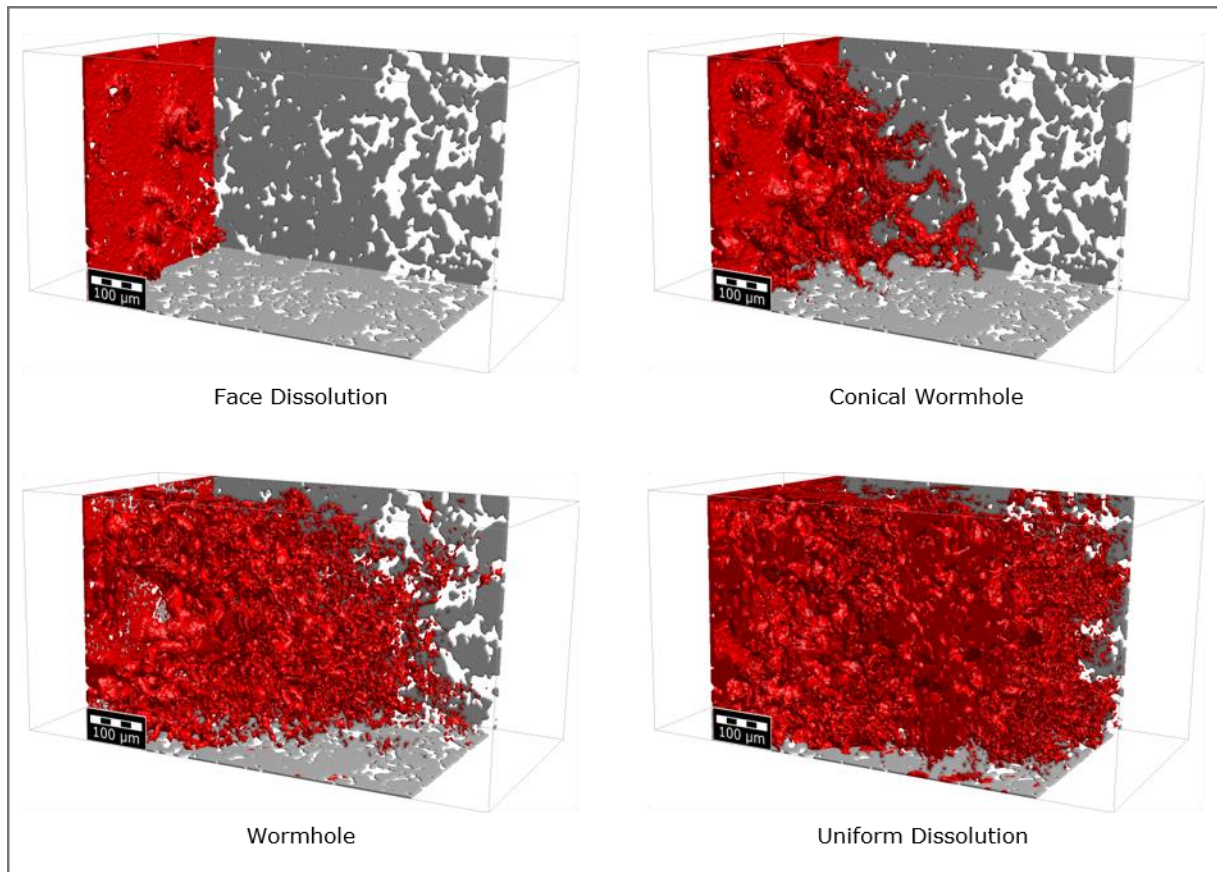 100 µm
100 µm
Face Dissolution
Conical Wormhole
100 µm
100 µm
Wormhole
Uniform Dissolution